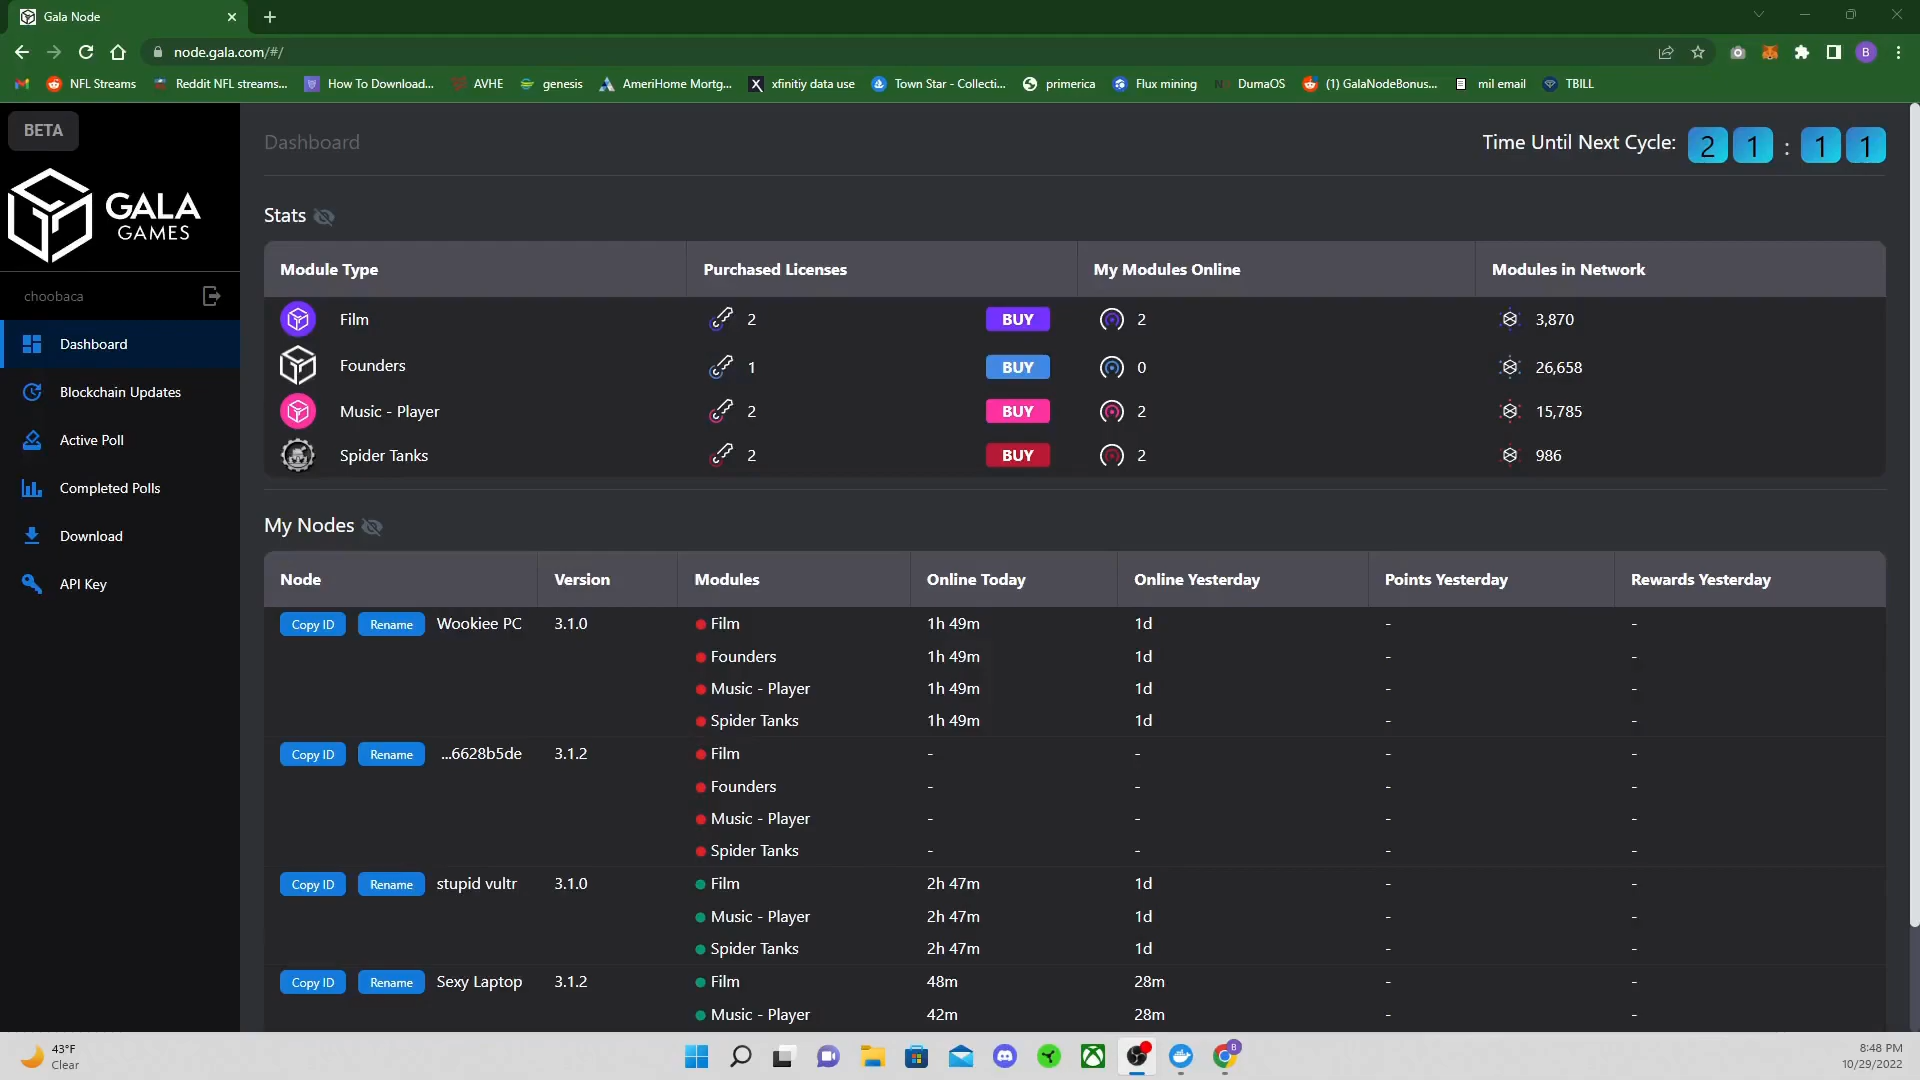 Gala Node
node.gala.com/#/
B
NFL Streams
Reddit NFL streams...
How To Download...
AVHE
genesis
AmeriHome Mortg...
xfinitiy data use
Town Star - Collecti...
primerica
Flux mining
DumaOS
(1) GalaNodeBonus...
mil email
TBILL
BETA
GALA
GAMES
choobaca
Dashboard
Blockchain Updates
Active Poll
Completed Polls
Download
API Key
Dashboard
Time Until Next Cycle: 21:11
Stats
Module Type Purchased Licenses My Modules Online Modules in Network
Film 2 BUY 2 3,870
Founders 1 BUY 0 26,658
Music - Player 2 BUY 2 15,785
Spider Tanks 2 BUY 2 986
My Nodes
Node Version Modules Online Today Online Yesterday Points Yesterday Rewards Yesterday
Copy ID Rename Wookiee PC 3.1.0 Film 1h 49m 1d - -
Founders 1h 49m 1d - -
Music - Player 1h 49m 1d - -
Spider Tanks 1h 49m 1d - -
Copy ID Rename ...6628b5de 3.1.2 Film - - - -
Founders - - - -
Music - Player - - - -
Spider Tanks - - - -
Copy ID Rename stupid vultr 3.1.0 Film 2h 47m 1d - -
Music - Player 2h 47m 1d - -
Spider Tanks 2h 47m 1d - -
Copy ID Rename Sexy Laptop 3.1.2 Film 48m 28m - -
Music - Player 42m 28m - -
43°F
Clear
B
8:48 PM
10/29/2022